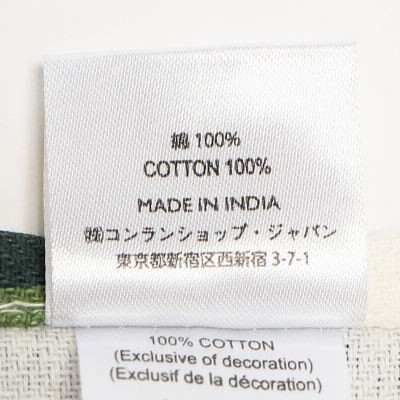 綿 100%
COTTON 100%
MADE IN INDIA
㈱コンランショップ・ジャパン
東京都新宿区西新宿 3-7-1
100% COTTON
(Exclusive of decoration)
(Exclusif de la décoration)